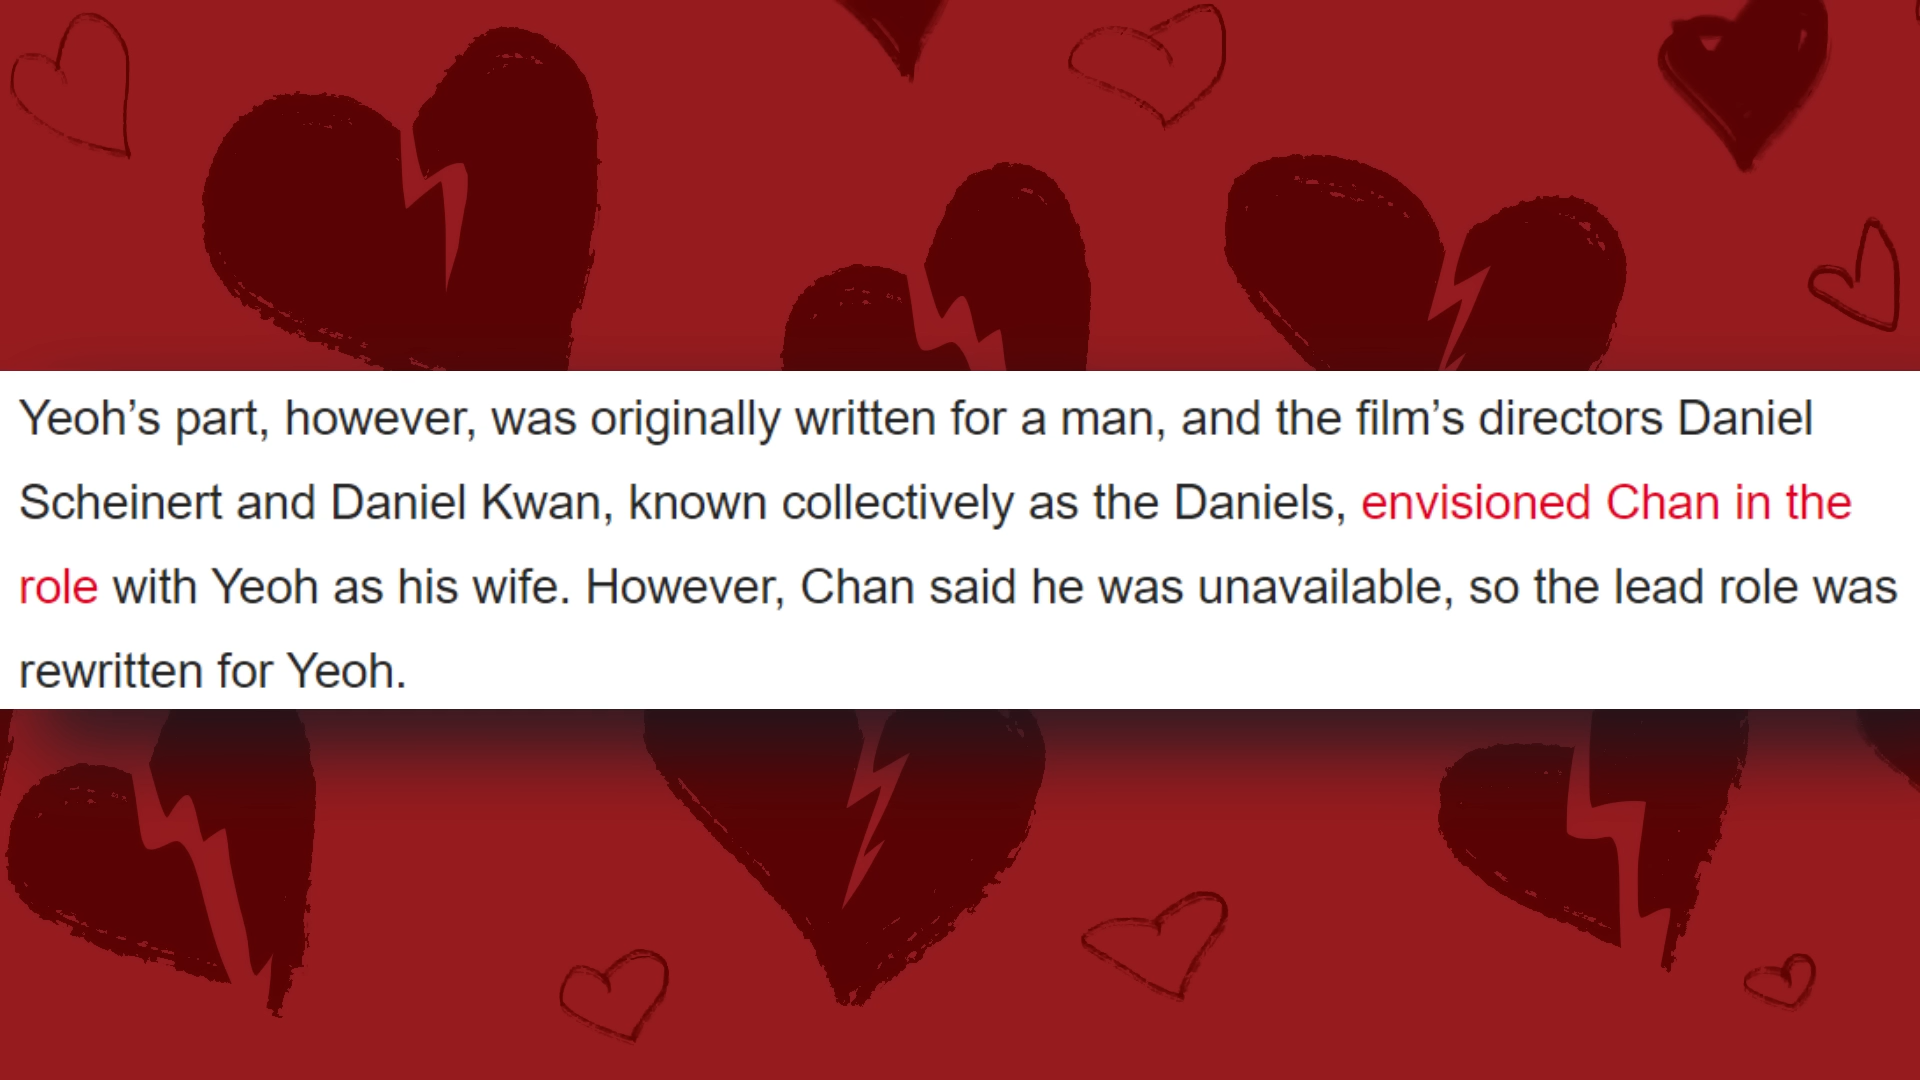 Yeoh’s part, however, was originally written for a man, and the film’s directors Daniel
Scheinert and Daniel Kwan, known collectively as the Daniels, envisioned Chan in the
role with Yeoh as his wife. However, Chan said he was unavailable, so the lead role was
rewritten for Yeoh.